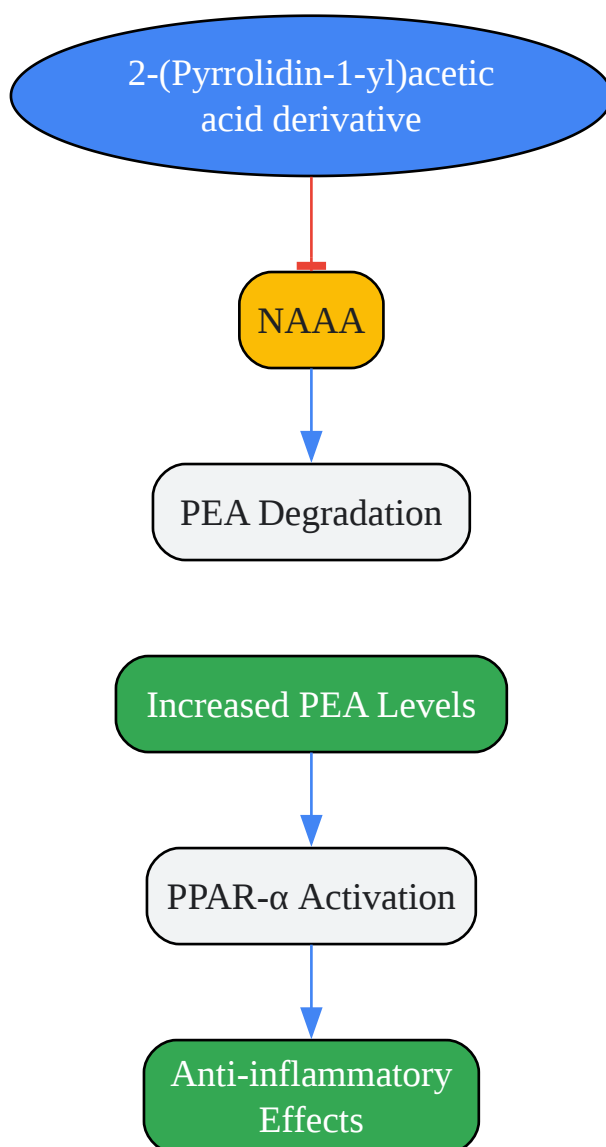 2-(Pyrrolidin-1-yl)acetic
acid derivative
NAAA
PEA Degradation
Increased PEA Levels
PPAR-α Activation
Anti-inflammatory
Effects